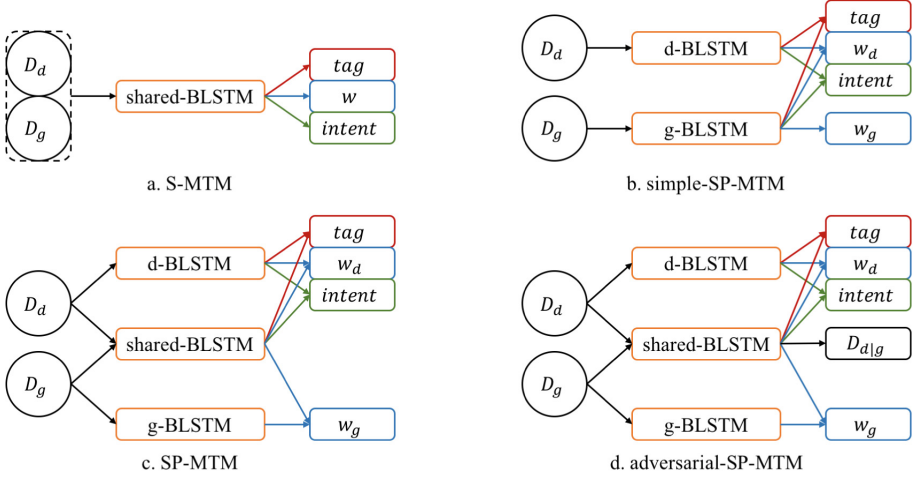 D_d
D_g
shared-BLSTM
tag
w
intent
a. S-MTM
D_d
D_g
d-BLSTM
g-BLSTM
tag
w_d
intent
w_g
b. simple-SP-MTM
D_d
D_g
d-BLSTM
shared-BLSTM
g-BLSTM
tag
w_d
intent
w_g
c. SP-MTM
D_d
D_g
d-BLSTM
shared-BLSTM
g-BLSTM
tag
w_d
intent
D_{d|g}
w_g
d. adversarial-SP-MTM